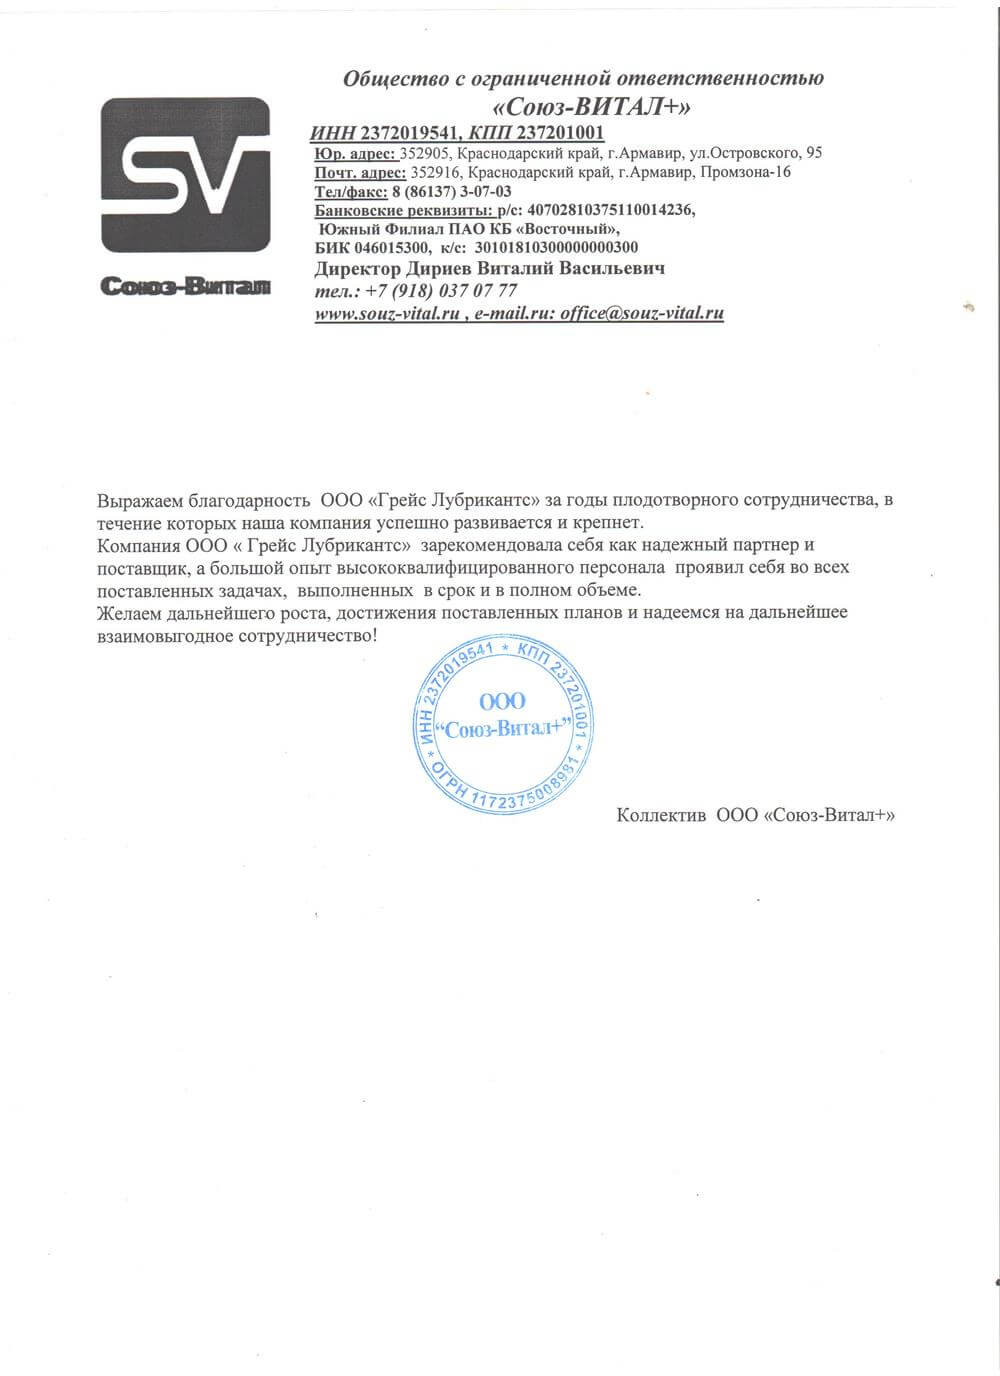 Общество с ограниченной ответственностью
«Союз-ВИТАЛ+»
ИНН 2372019541, КПП 237201001
Юр. адрес: 352905, Краснодарский край, г.Армавир, ул.Островского, 95
Почт. адрес: 352916, Краснодарский край, г.Армавир, Промзона-16
Тел/факс: 8 (86137) 3-07-03
Банковские реквизиты: р/с: 40702810375110014236,
Южный Филиал ПАО КБ «Восточный»,
БИК 046015300, к/с: 30101810300000000300
Директор Дириев Виталий Васильевич
тел.: +7 (918) 037 07 77
www.souz-vital.ru , e-mail.ru: office@souz-vital.ru
SV
Союз-Витал
Выражаем благодарность ООО «Грейс Лубрикантс» за годы плодотворного сотрудничества, в
течение которых наша компания успешно развивается и крепнет.
Компания ООО « Грейс Лубрикантс» зарекомендовала себя как надежный партнер и
поставщик, а большой опыт высококвалифицированного персонала проявил себя во всех
поставленных задачах, выполненных в срок и в полном объеме.
Желаем дальнейшего роста, достижения поставленных планов и надеемся на дальнейшее
взаимовыгодное сотрудничество!
* ИНН 2372019541 * КПП 237201001 * ОГРН 1172375008981
ООО
“Союз-Витал+”
Коллектив ООО «Союз-Витал+»